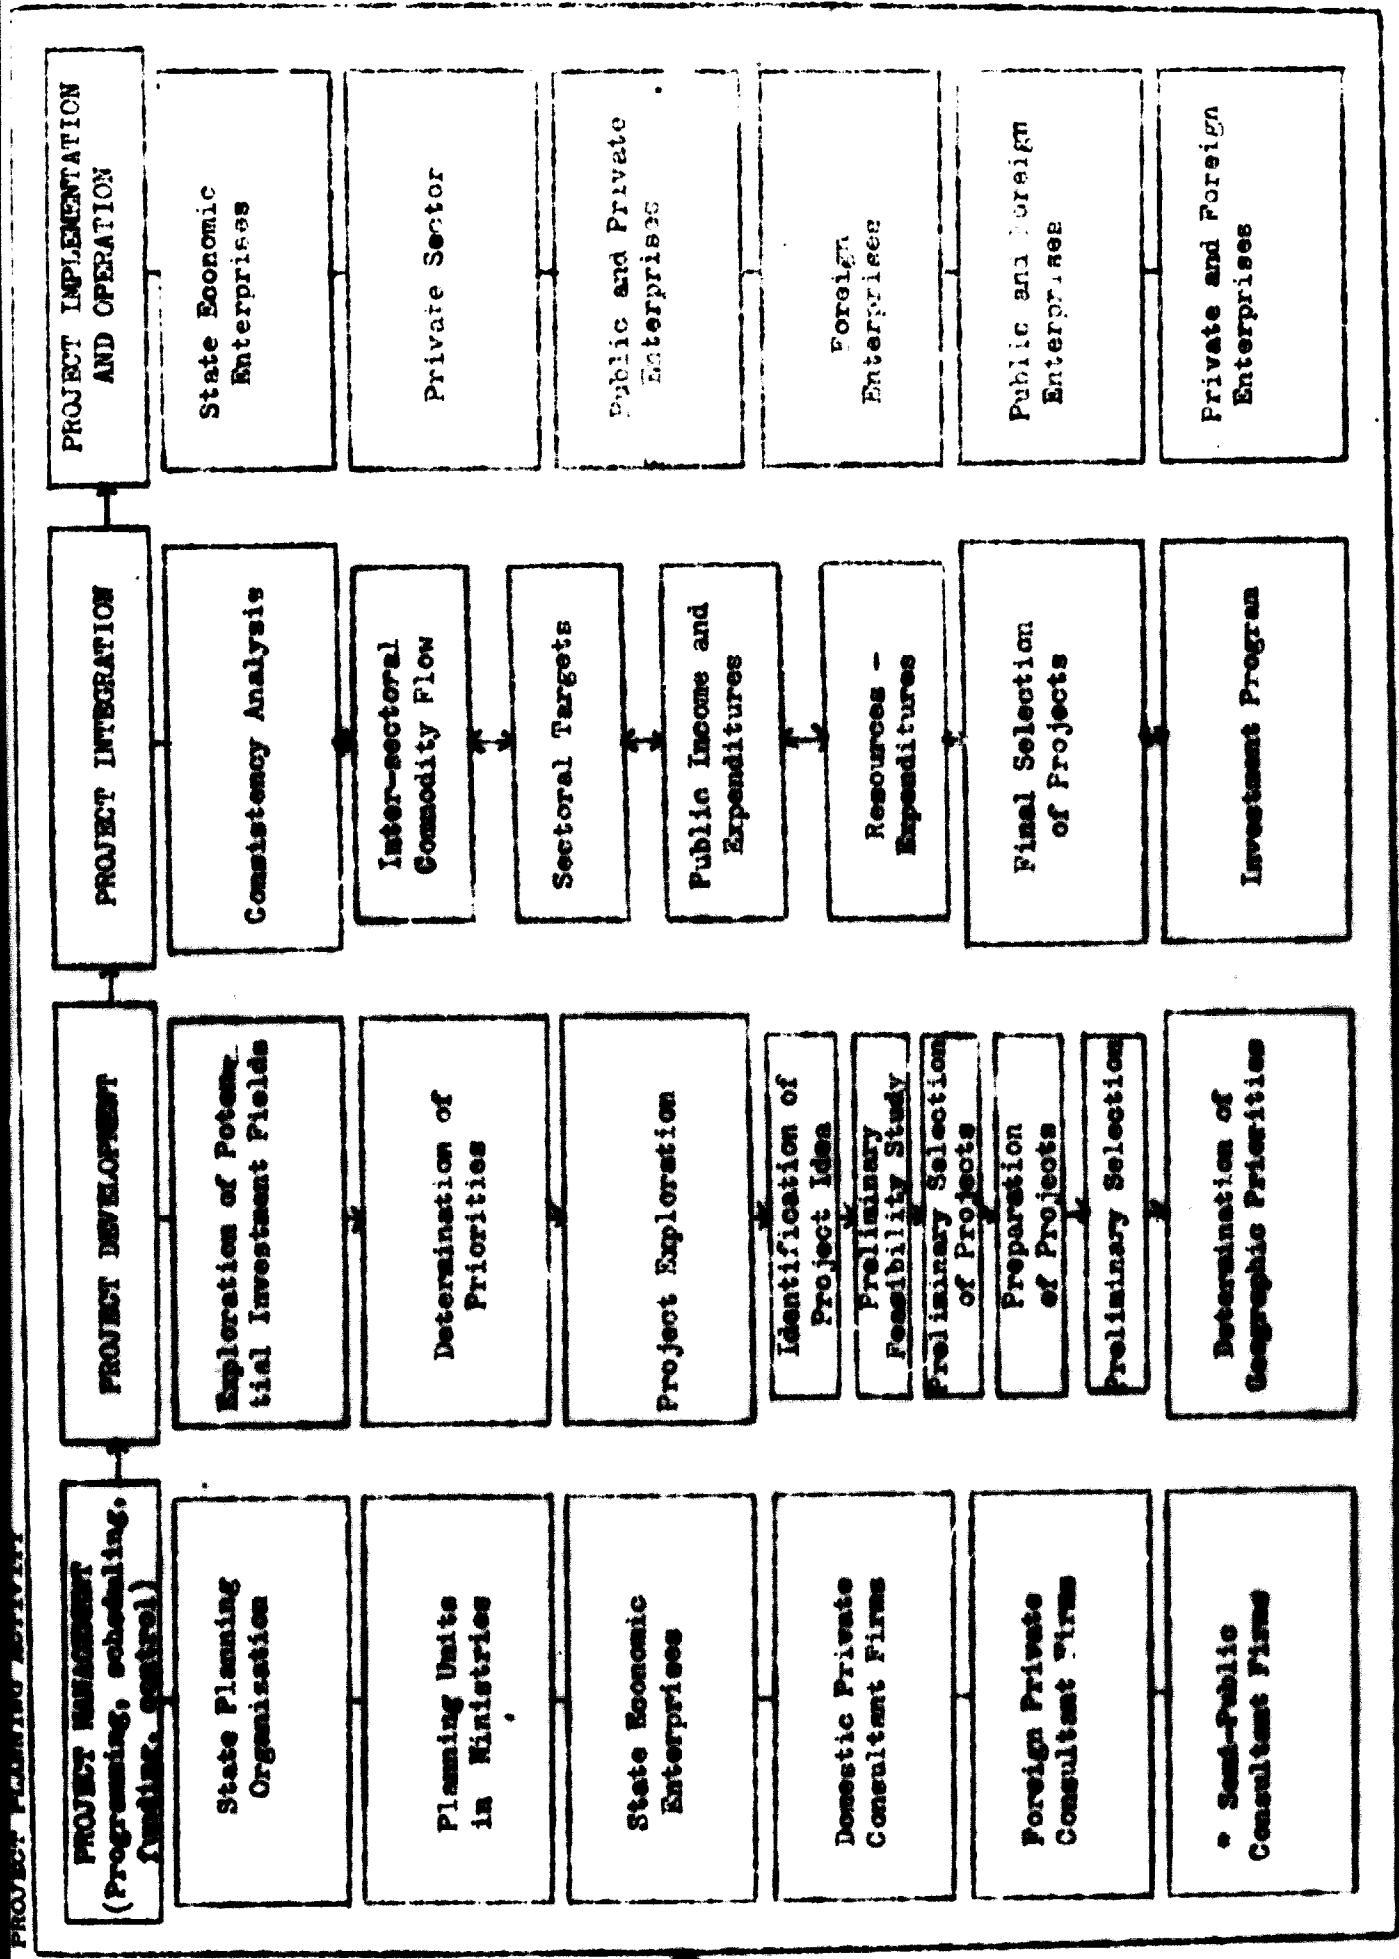 PROJECT PLANNING ACTIVITY
PROJECT MANAGEMENT
(Programming, scheduling,
funding, control)
State Planning
Organisation
Planning Units
in Ministries
State Economic
Enterprises
Domestic Private
Consultant Firms
Foreign Private
Consultant Firms
Semi-Public
Consultant Firms
PROJECT DEVELOPMENT
Exploration of Poten-
tial Investment Fields
Determination of
Priorities
Project Exploration
Identification of
Project Idea
Preliminary
Feasibility Study
Preliminary Selection
of Projects
Preparation
of Projects
Preliminary Selection
Determination of
Geographic Priorities
PROJECT INTEGRATION
Consistency Analysis
Inter-sectoral
Commodity Flow
Sectoral Targets
Public Income and
Expenditures
Resources -
Expenditures
Final Selection
of Projects
Investment Program
PROJECT IMPLEMENTATION
AND OPERATION
State Economic
Enterprises
Private Sector
Public and Private
Enterprises
Foreign
Enterprises
Public and Foreign
Enterprises
Private and Foreign
Enterprises